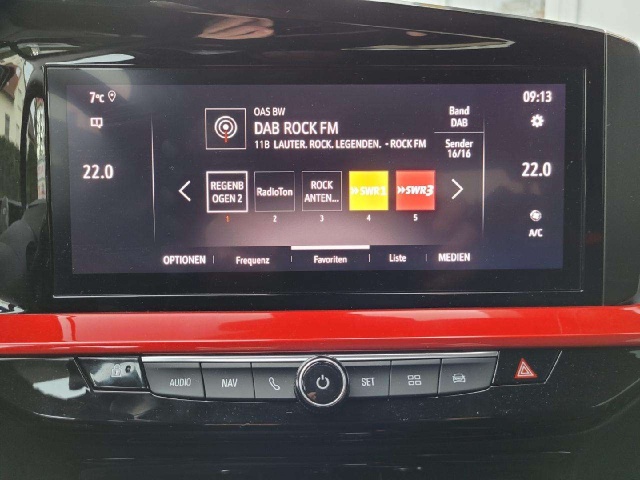 7°C
09:13
OAS BW
DAB ROCK FM
11B LAUTER. ROCK. LEGENDEN. - ROCK FM
Band
DAB
Sender
16/16
22.0
22.0
REGENB
OGEN 2
RadioTon
ROCK
ANTEN...
»SWR3
1
2
3
4
5
A/C
OPTIONEN
Frequenz
Favoriten
Liste
MEDIEN
AUDIO
NAV
SET